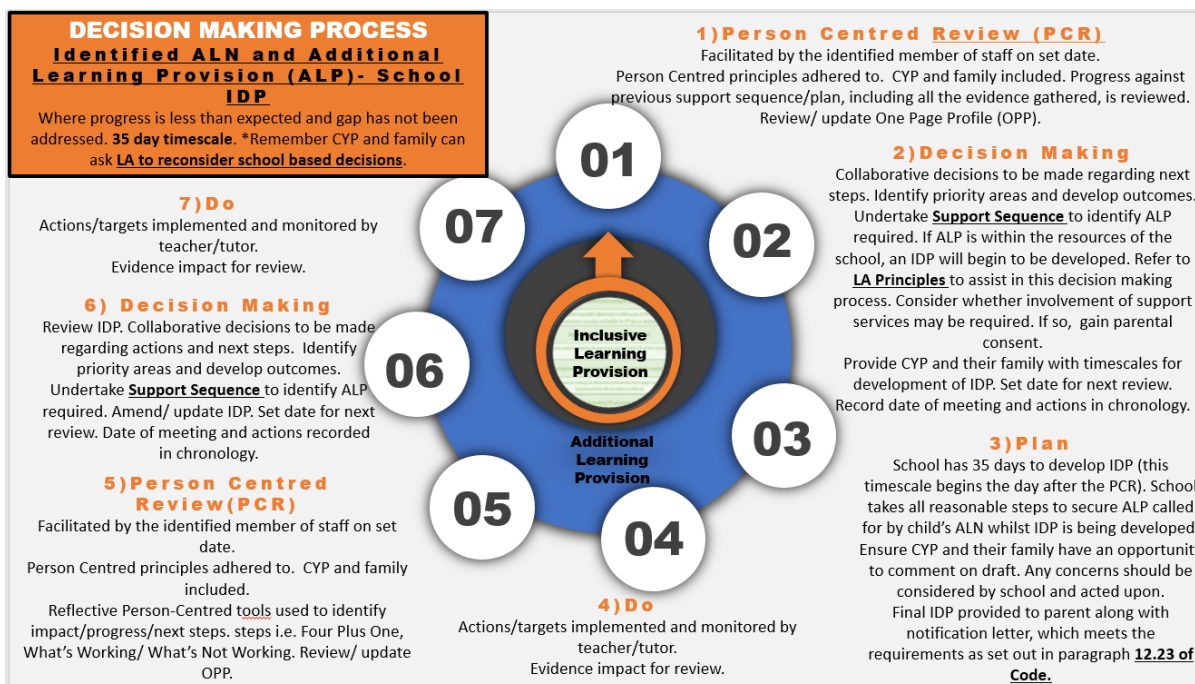 DECISION MAKING PROCESS
Identified ALN and Additional
Learning Provision (ALP)- School
IDP
Where progress is less than expected and gap has not been
addressed. 35 day timescale. *Remember CYP and family can
ask LA to reconsider school based decisions.
1)Person Centred Review (PCR)
Facilitated by the identified member of staff on set date.
Person Centred principles adhered to. CYP and family included. Progress against
previous support sequence/plan, including all the evidence gathered, is reviewed.
Review/ update One Page Profile (OPP).
2)Decision Making
Collaborative decisions to be made regarding next
steps. Identify priority areas and develop outcomes.
Undertake Support Sequence to identify ALP
required. If ALP is within the resources of the
school, an IDP will begin to be developed. Refer to
LA Principles to assist in this decision making
process. Consider whether involvement of support
services may be required. If so, gain parental
consent.
Provide CYP and their family with timescales for
development of IDP. Set date for next review.
Record date of meeting and actions in chronology.
3)Plan
School has 35 days to develop IDP (this
timescale begins the day after the PCR). School
takes all reasonable steps to secure ALP called
for by child's ALN whilst IDP is being developed
Ensure CYP and their family have an opportunit
to comment on draft. Any concerns should be
considered by school and acted upon.
Final IDP provided to parent along with
notification letter, which meets the
requirements as set out in paragraph 12.23 of
Code.
4)Do
Actions/targets implemented and monitored by
teacher/tutor.
Evidence impact for review.
5)Person Centred
Review(PCR)
Facilitated by the identified member of staff on set
date.
Person Centred principles adhered to. CYP and family
included.
Reflective Person-Centred tools used to identify
impact/progress/next steps. steps i.e. Four Plus One,
What's Working/ What's Not Working. Review/ update
OPP.
6) Decision Making
Review IDP. Collaborative decisions to be made
regarding actions and next steps. Identify
priority areas and develop outcomes.
Undertake Support Sequence to identify ALP
required. Amend/ update IDP. Set date for next
review. Date of meeting and actions recorded
in chronology.
7)Do
Actions/targets implemented and monitored by
teacher/tutor.
Evidence impact for review.
01
02
03
04
05
06
07
Inclusive
Learning
Provision
Additional
Learning
Provision